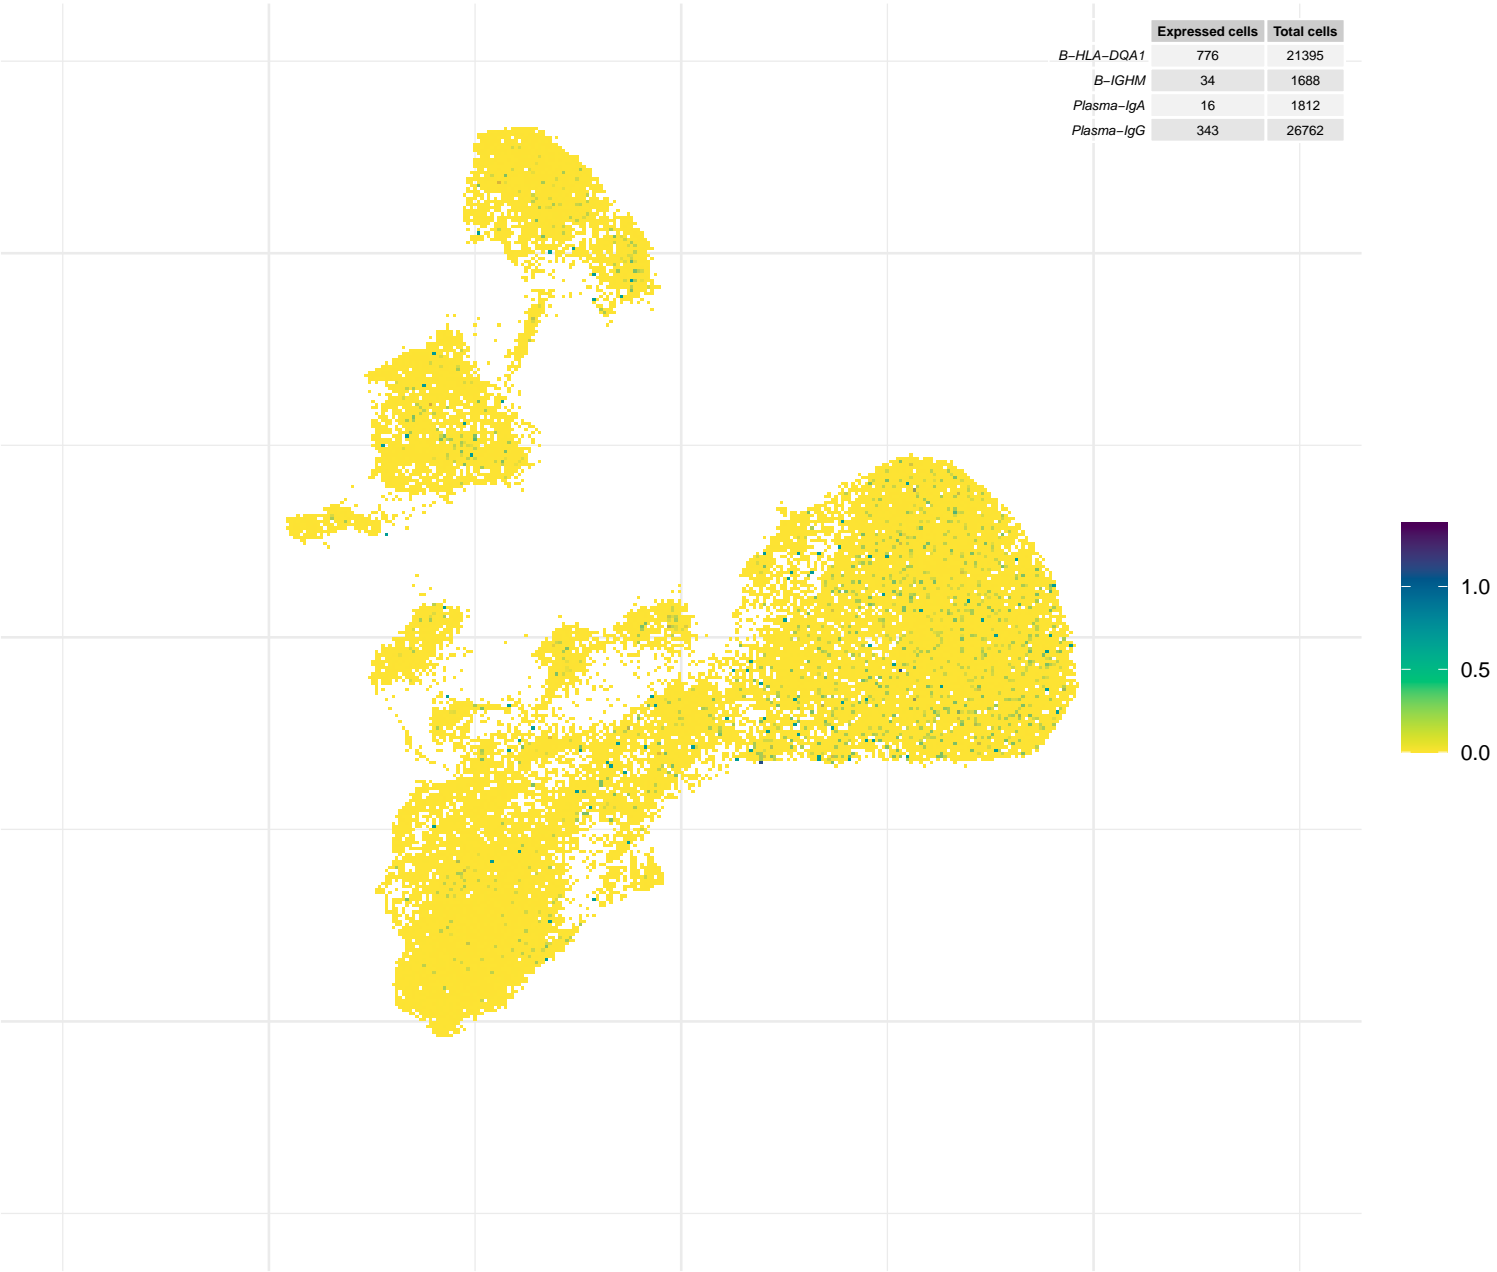 Expressed cells Total cells
B−HLA−DQA1 776 21395
B−IGHM 34 1688
Plasma−IgA 16 1812
Plasma−IgG 343 26762
1.0
0.5
0.0